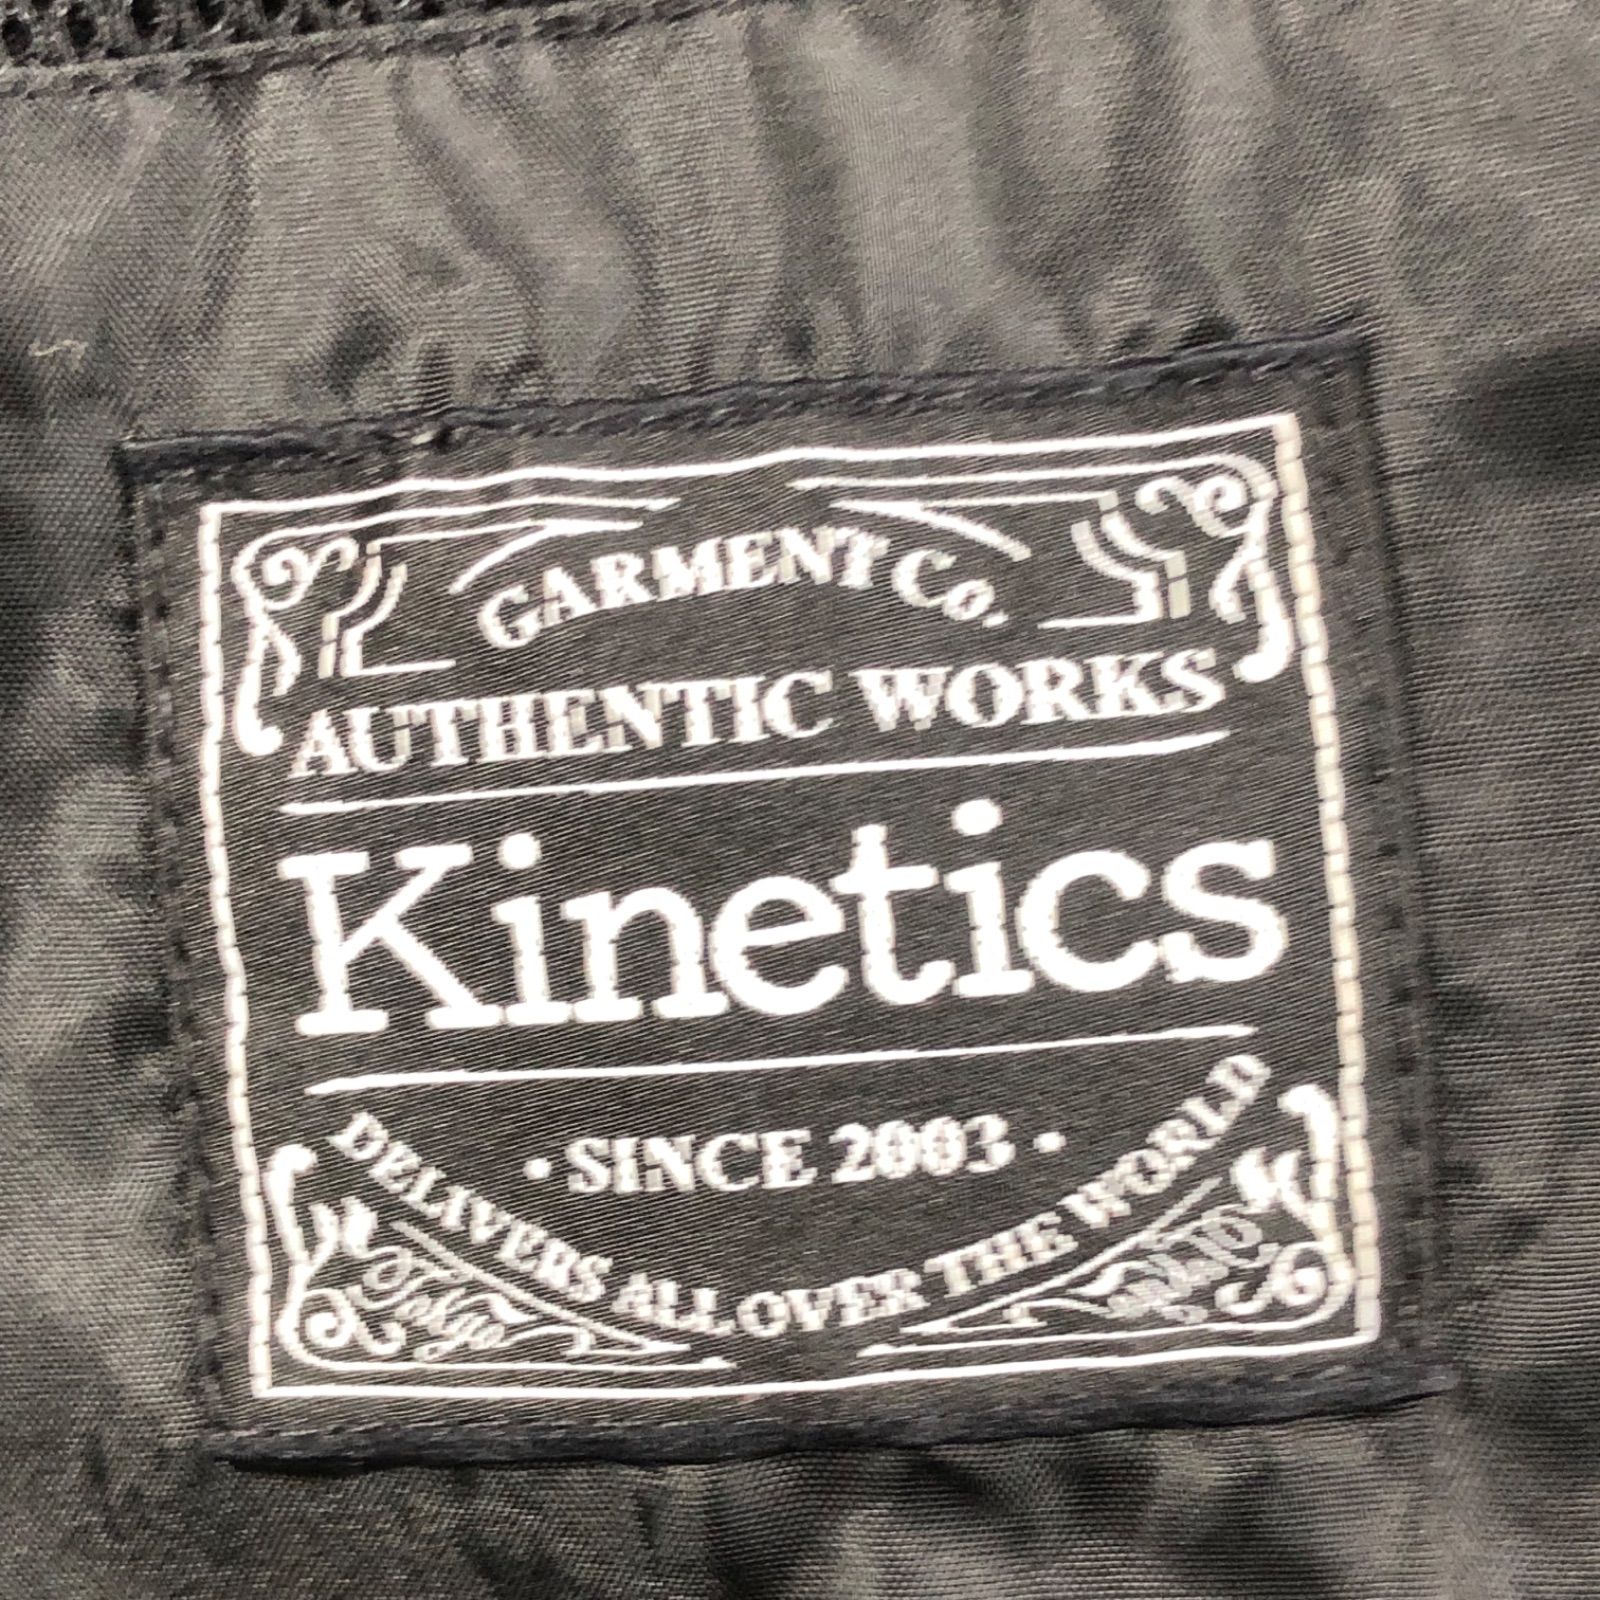 GARMENT Co.
AUTHENTIC WORKS
Kinetics
· SINCE 2003 ·
DELIVERS ALL OVER THE WORLD
Tokyo